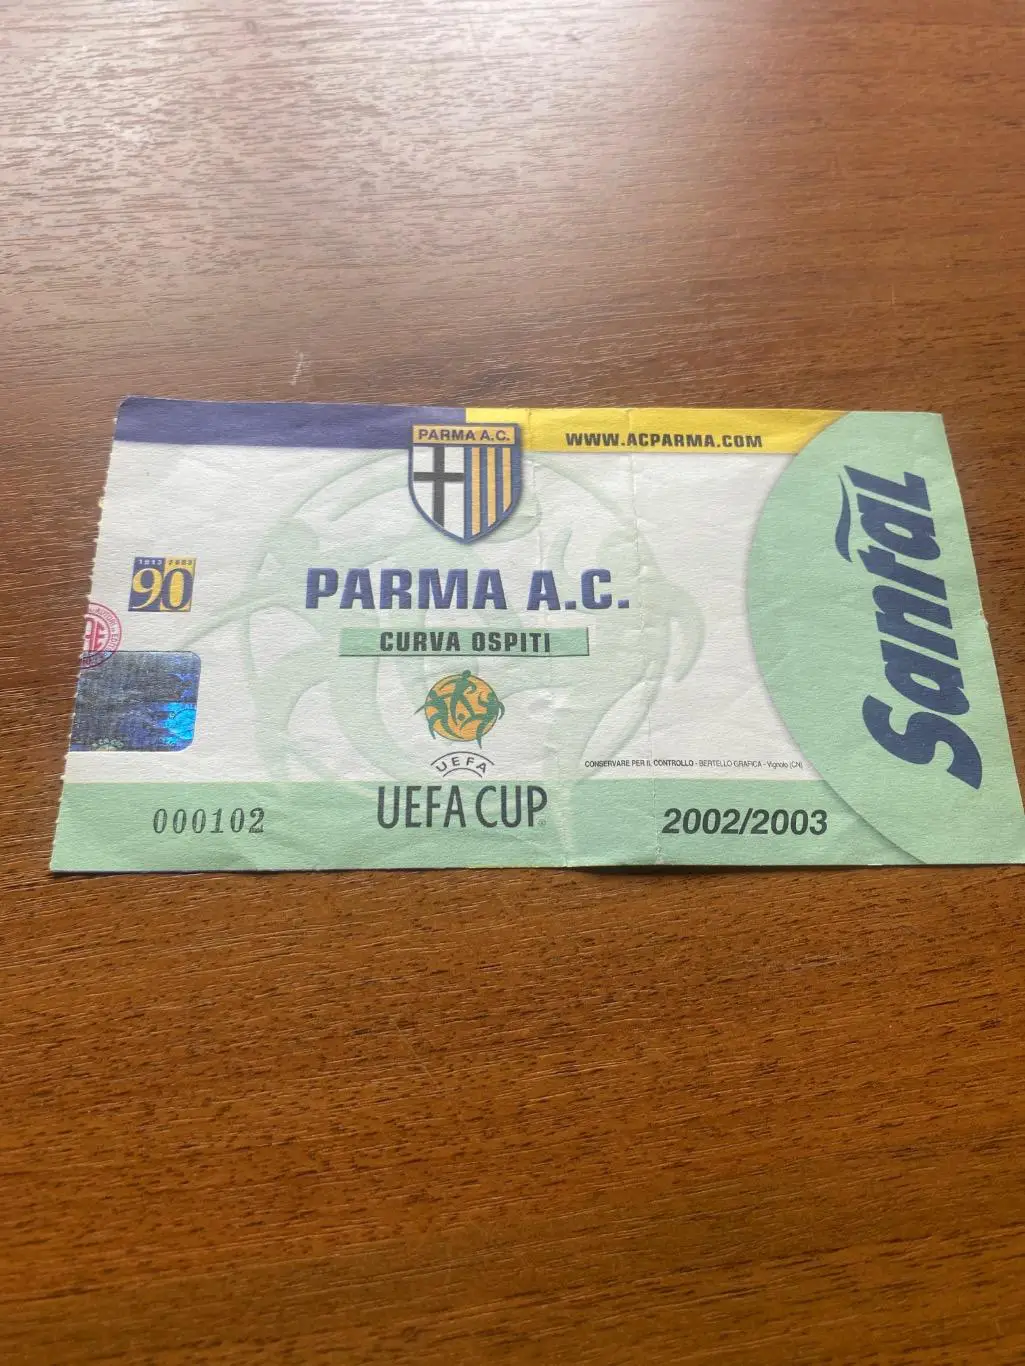 PARMA A.C.
WWW.ACPARMA.COM
1913 2003
90
PARMA A.C.
CURVA OSPITI
Santàl
UEFA
CONSERVARE PER IL CONTROLLO - BERTELLO GRAFICA - Vignolo (CN)
000102
UEFA CUP
2002/2003